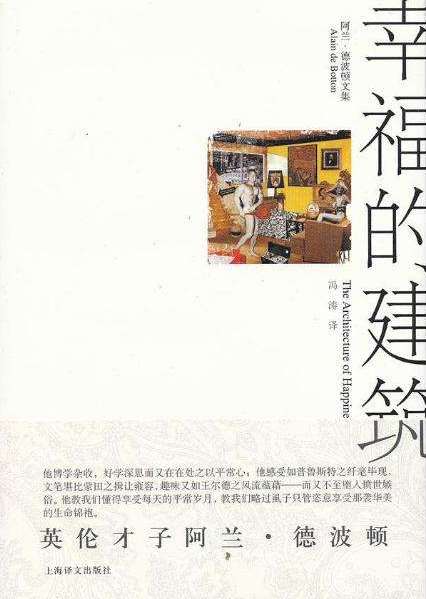 幸福的建筑
阿兰·德波顿文集
Alain de Botton
The Architecture of Happine
冯涛 译
他博学杂收，好学深思而又在在处之以平常心；他感受如普鲁斯特之纤毫毕现，
文笔堪比蒙田之揖让雍容，趣味又如王尔德之风流蕴藉——而又不至堕入愤世嫉
俗。他教我们懂得享受每天的平常岁月，教我们略过虱子只管恣意享受那袭华美
的生命锦袍。
英伦才子阿兰·德波顿
上海译文出版社